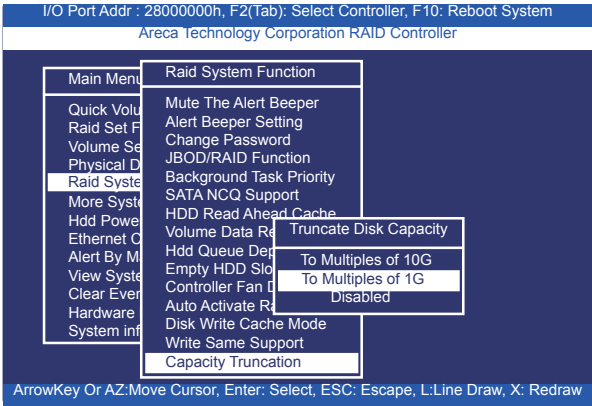 I/O Port Addr : 28000000h, F2(Tab): Select Controller, F10: Reboot System
Areca Technology Corporation RAID Controller
Main Menu
Quick Volu
Raid Set F
Volume Se
Physical D
Raid Syste
More Syste
Hdd Powe
Ethernet C
Alert By M
View Syste
Clear Even
Hardware
System inf
Raid System Function
Mute The Alert Beeper
Alert Beeper Setting
Change Password
JBOD/RAID Function
Background Task Priority
SATA NCQ Support
HDD Read Ahead Cache
Volume Data Re
Hdd Queue Dep
Empty HDD Slo
Controller Fan D
Auto Activate Ra
Disk Write Cache Mode
Write Same Support
Capacity Truncation
Truncate Disk Capacity
To Multiples of 10G
To Multiples of 1G
Disabled
ArrowKey Or AZ:Move Cursor, Enter: Select, ESC: Escape, L:Line Draw, X: Redraw